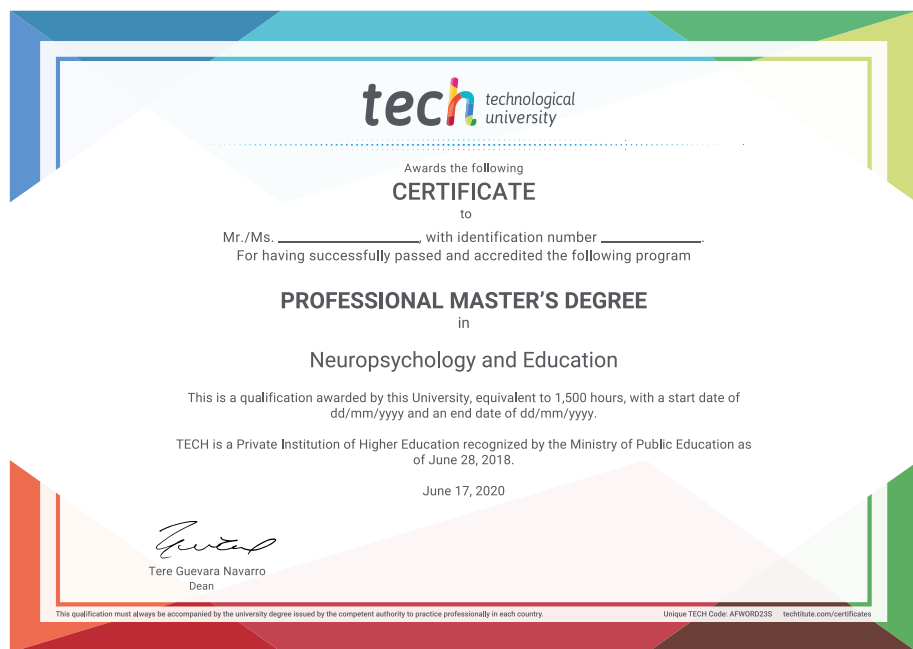 tech technological
university
Awards the following
CERTIFICATE
to
Mr./Ms. ____________________, with identification number ______________.
For having successfully passed and accredited the following program
PROFESSIONAL MASTER'S DEGREE
in
Neuropsychology and Education
This is a qualification awarded by this University, equivalent to 1,500 hours, with a start date of
dd/mm/yyyy and an end date of dd/mm/yyyy.
TECH is a Private Institution of Higher Education recognized by the Ministry of Public Education as
of June 28, 2018.
June 17, 2020
Tere Guevara Navarro
Dean
This qualification must always be accompanied by the university degree issued by the competent authority to practice professionally in each country. Unique TECH Code: AFWORD23S techtitute.com/certificates